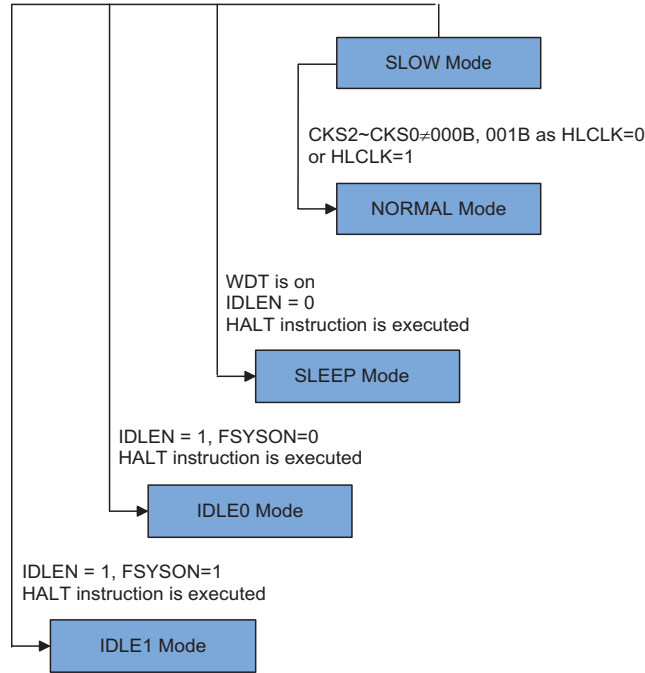 SLOW Mode
CKS2~CKS0≠000B, 001B as HLCLK=0
or HLCLK=1
NORMAL Mode
WDT is on
IDLEN = 0
HALT instruction is executed
SLEEP Mode
IDLEN = 1, FSYSON=0
HALT instruction is executed
IDLE0 Mode
IDLEN = 1, FSYSON=1
HALT instruction is executed
IDLE1 Mode